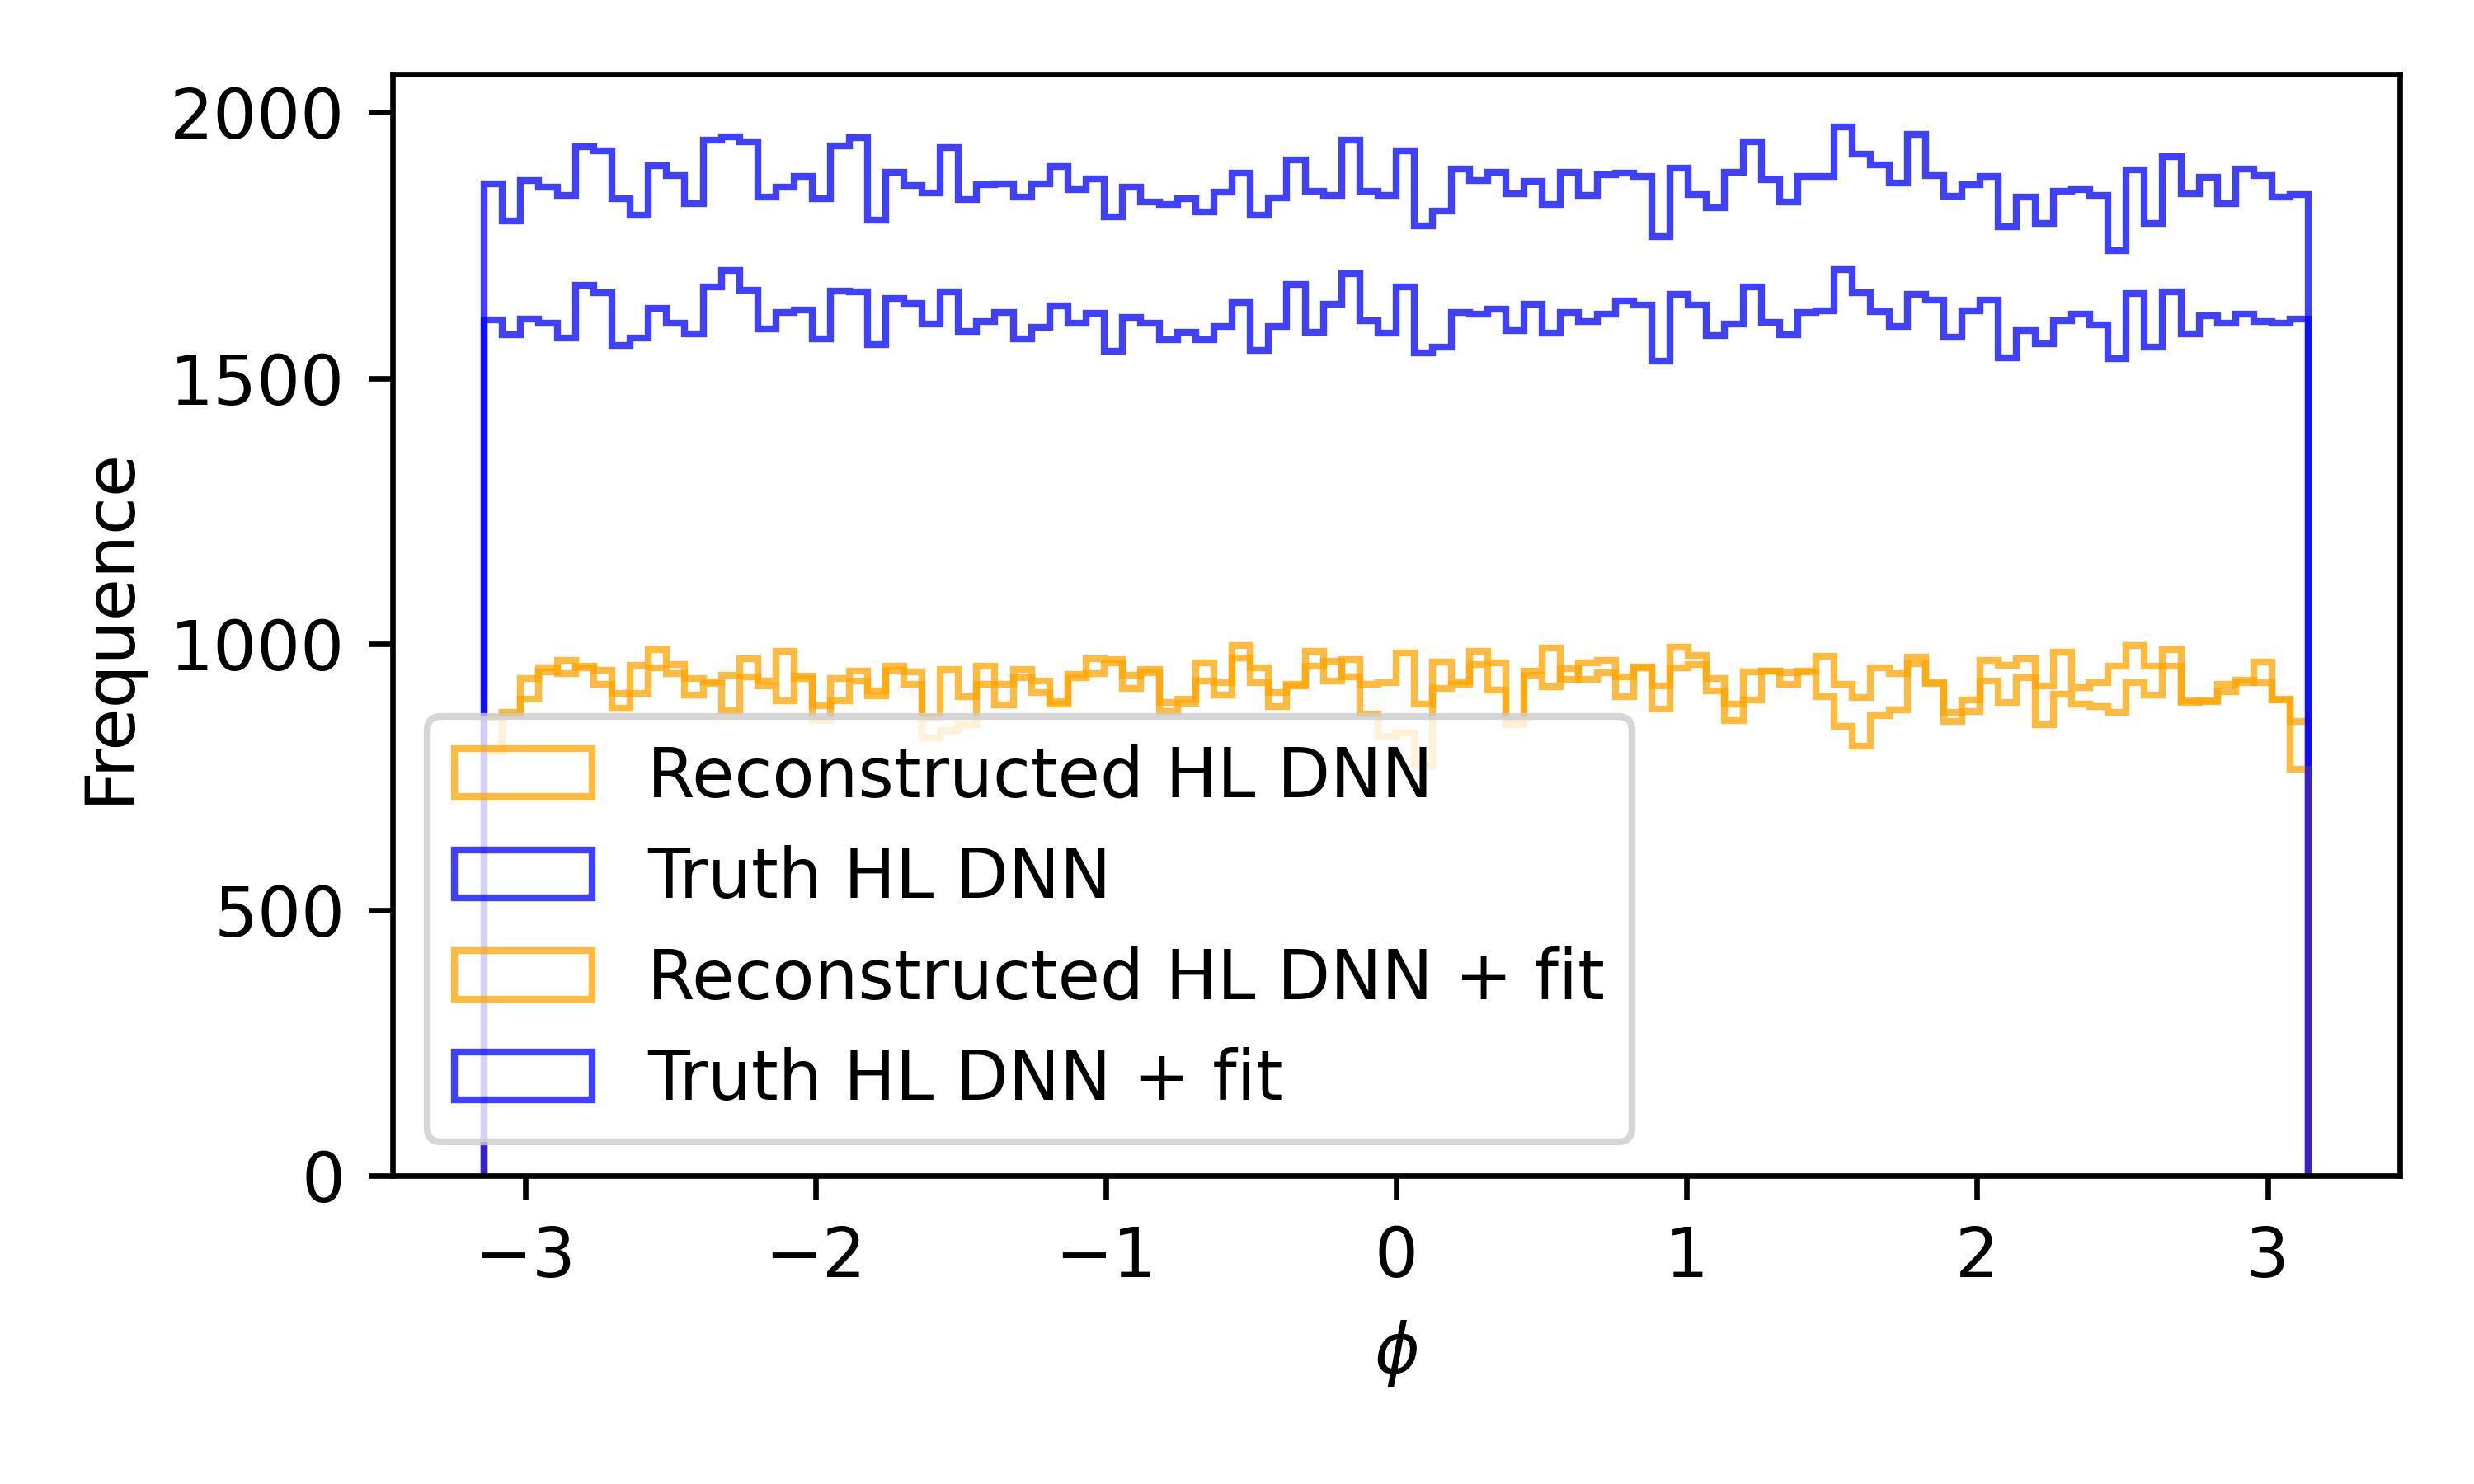 2000
1500
1000
500
0
Frequence
Reconstructed HL DNN
Truth HL DNN
Reconstructed HL DNN + fit
Truth HL DNN + fit
−3 −2 −1 0 1 2 3
ϕ